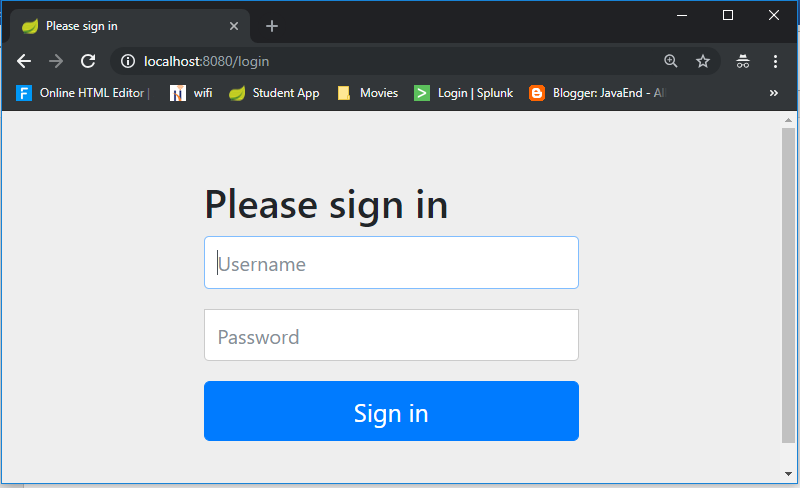 Please sign in
localhost:8080/login
Online HTML Editor | wifi Student App Movies Login | Splunk Blogger: JavaEnd - All
Please sign in
Username
Password
Sign in